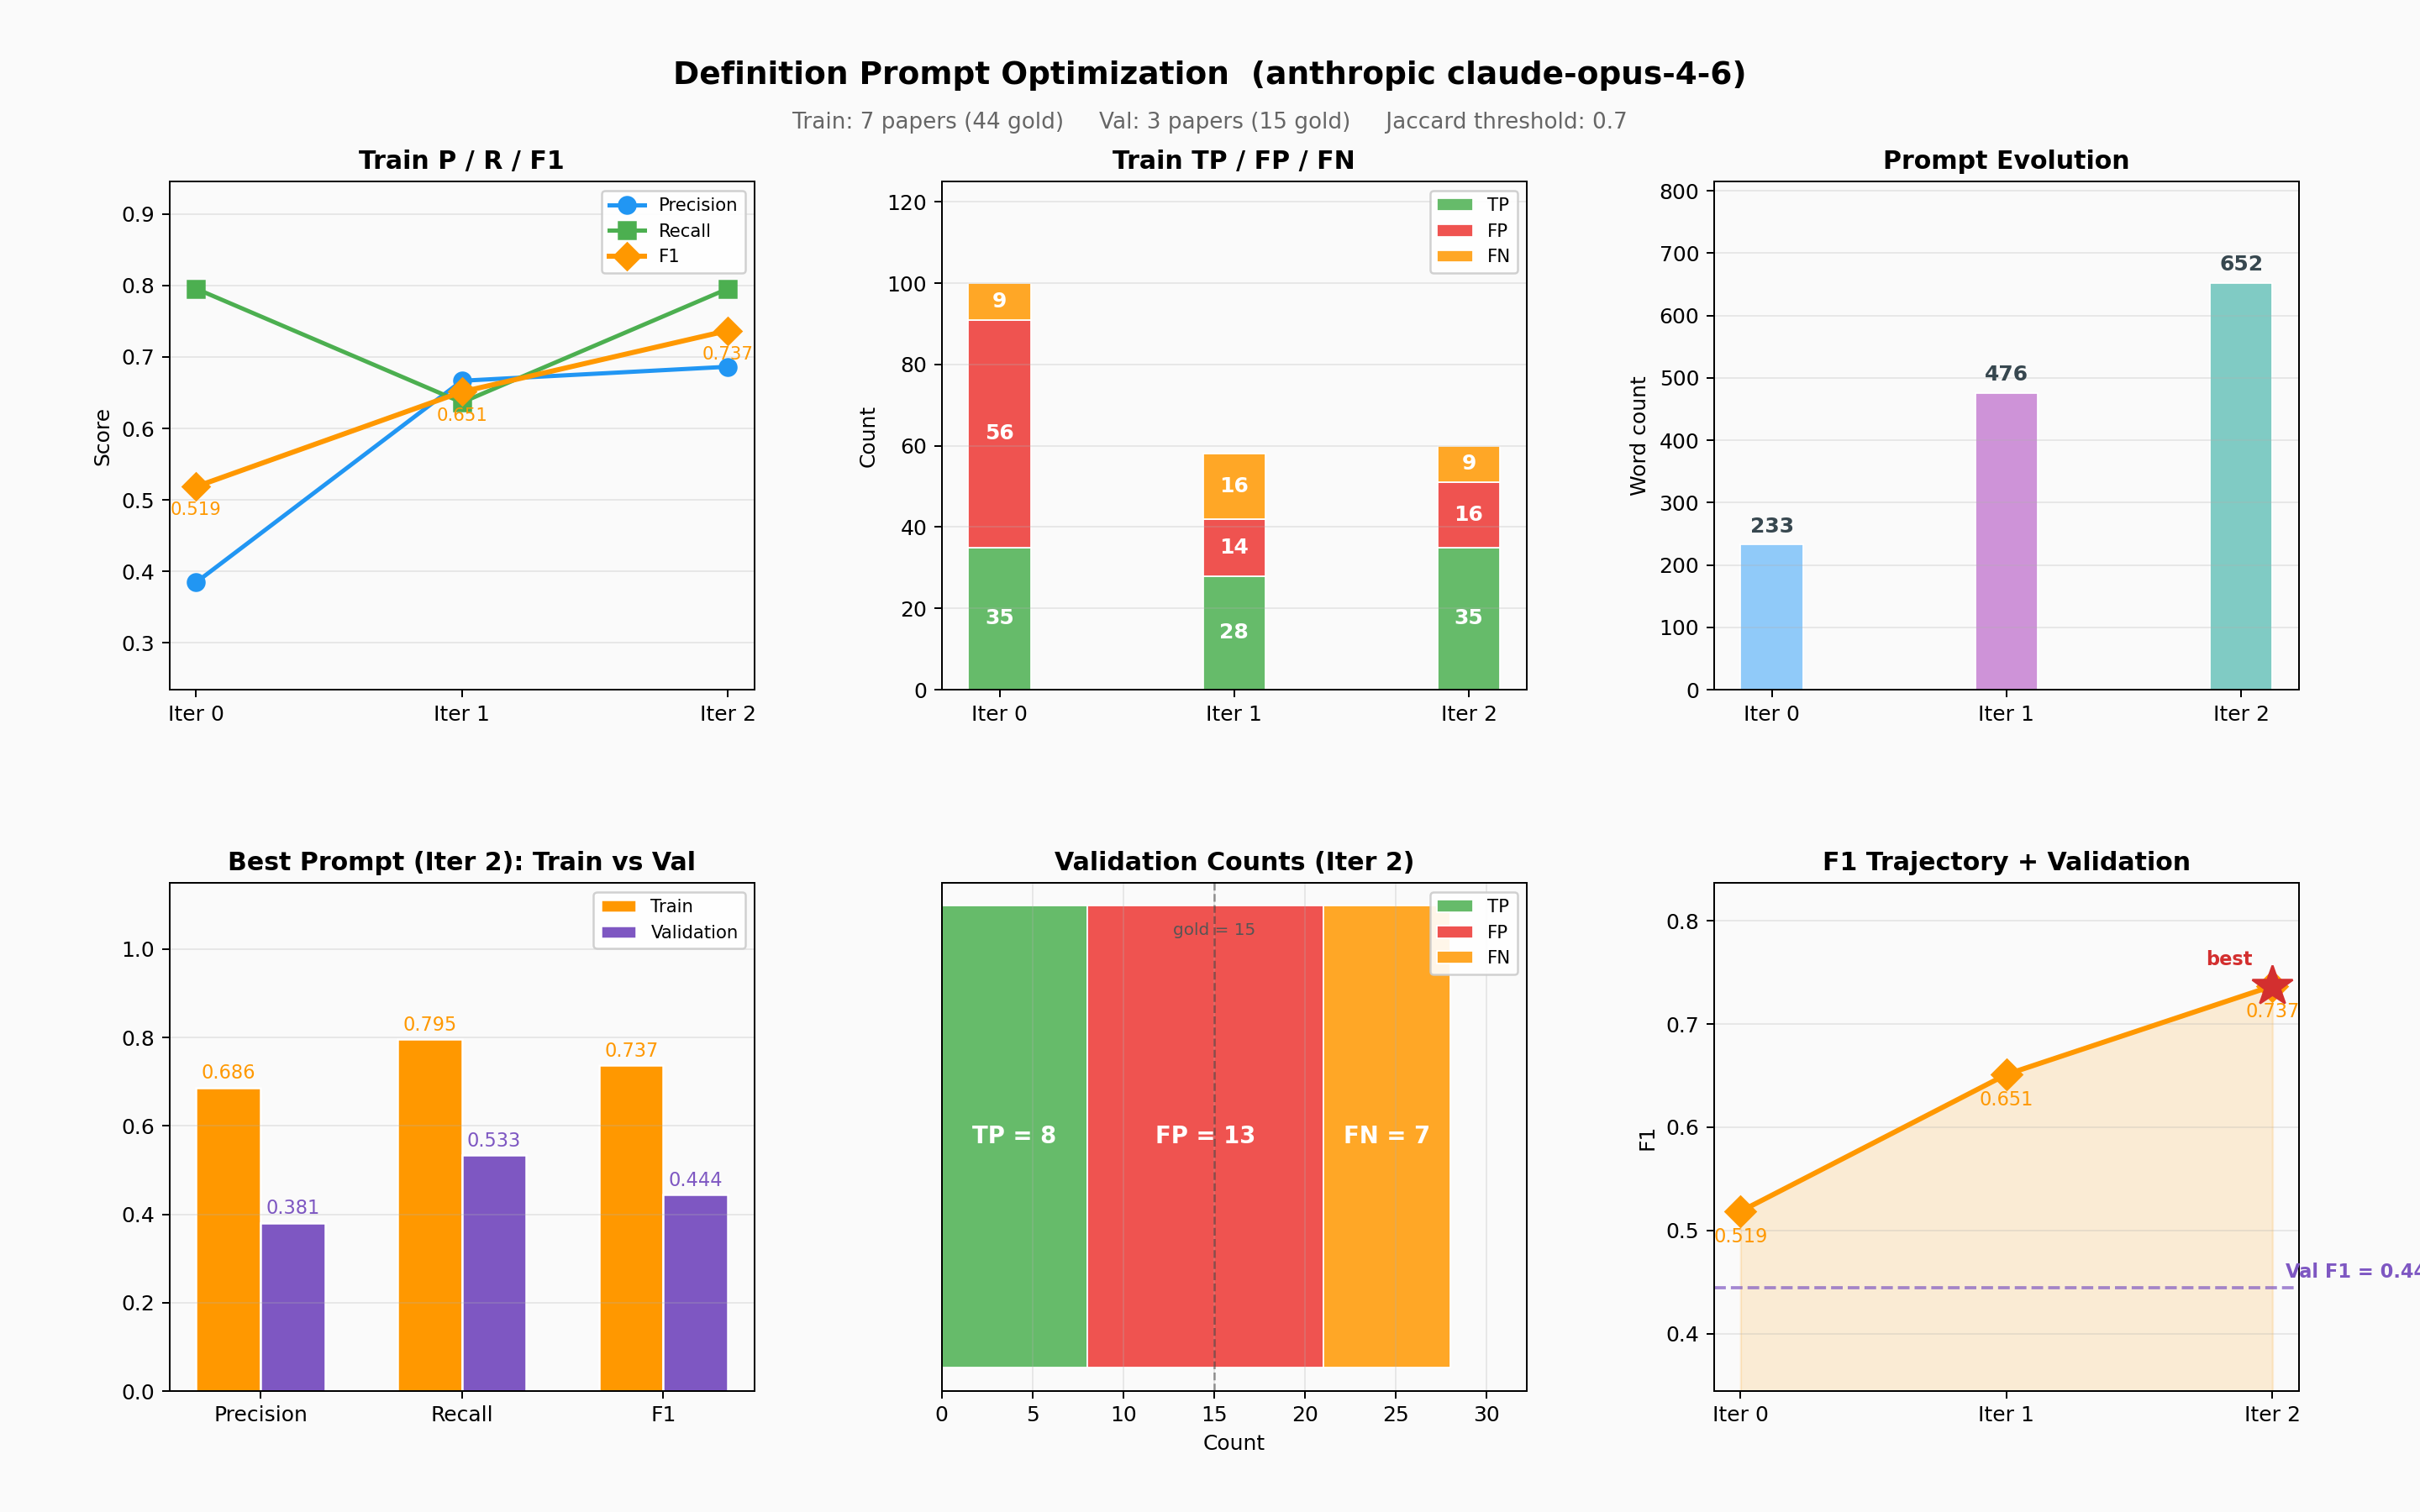 Definition Prompt Optimization (anthropic claude-opus-4-6)
Train: 7 papers (44 gold) Val: 3 papers (15 gold) Jaccard threshold: 0.7
Train P / R / F1
0.9
0.8
0.7
0.6
0.5
0.4
0.3
Score
Precision
Recall
F1
0.519
0.651
0.737
Iter 0
Iter 1
Iter 2
Train TP / FP / FN
120
100
80
60
40
20
0
Count
TP
FP
FN
9
56
35
16
14
28
9
16
35
Iter 0
Iter 1
Iter 2
Prompt Evolution
800
700
600
500
400
300
200
100
0
Word count
233
476
652
Iter 0
Iter 1
Iter 2
Best Prompt (Iter 2): Train vs Val
1.0
0.8
0.6
0.4
0.2
0.0
Train
Validation
0.686
0.381
0.795
0.533
0.737
0.444
Precision
Recall
F1
Validation Counts (Iter 2)
TP
FP
FN
gold = 15
TP = 8
FP = 13
FN = 7
0
5
10
15
20
25
30
Count
F1 Trajectory + Validation
0.8
0.7
0.6
0.5
0.4
F1
best
0.737
0.651
0.519
Val F1 = 0.44
Iter 0
Iter 1
Iter 2